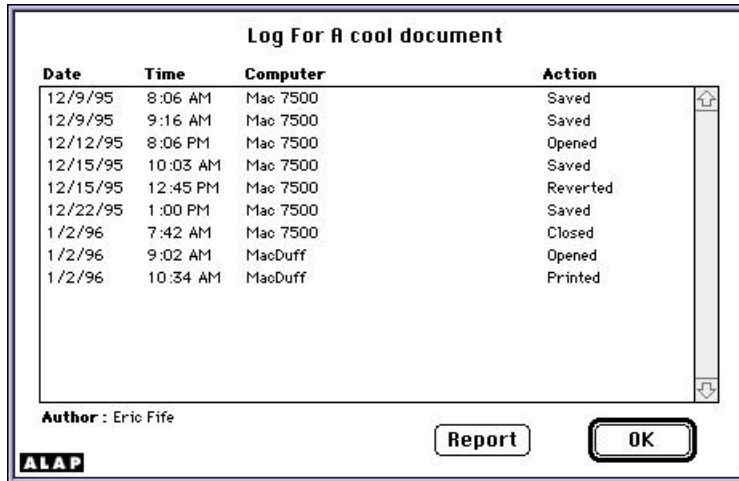 Log For A cool document
Date Time Computer Action
12/9/95 8:06 AM Mac 7500 Saved
12/9/95 9:16 AM Mac 7500 Saved
12/12/95 8:06 PM Mac 7500 Opened
12/15/95 10:03 AM Mac 7500 Saved
12/15/95 12:45 PM Mac 7500 Reverted
12/22/95 1:00 PM Mac 7500 Saved
1/2/96 7:42 AM Mac 7500 Closed
1/2/96 9:02 AM MacDuff Opened
1/2/96 10:34 AM MacDuff Printed
Author : Eric Fife
Report OK
ALAP